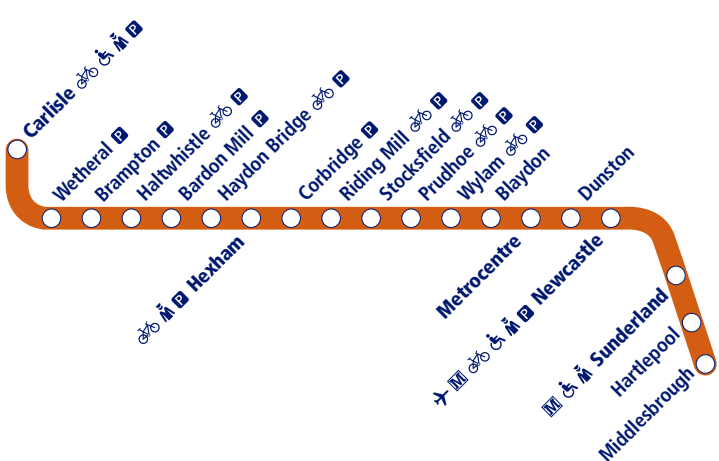 Carlisle P
Wetheral P
Brampton P
Haltwhistle P
Bardon Mill P
Haydon Bridge P
P Hexham
Corbridge P
Riding Mill P
Stocksfield P
Prudhoe P
Wylam P
Blaydon
Metrocentre
Dunston
M P Newcastle
M Sunderland
Hartlepool
Middlesbrough